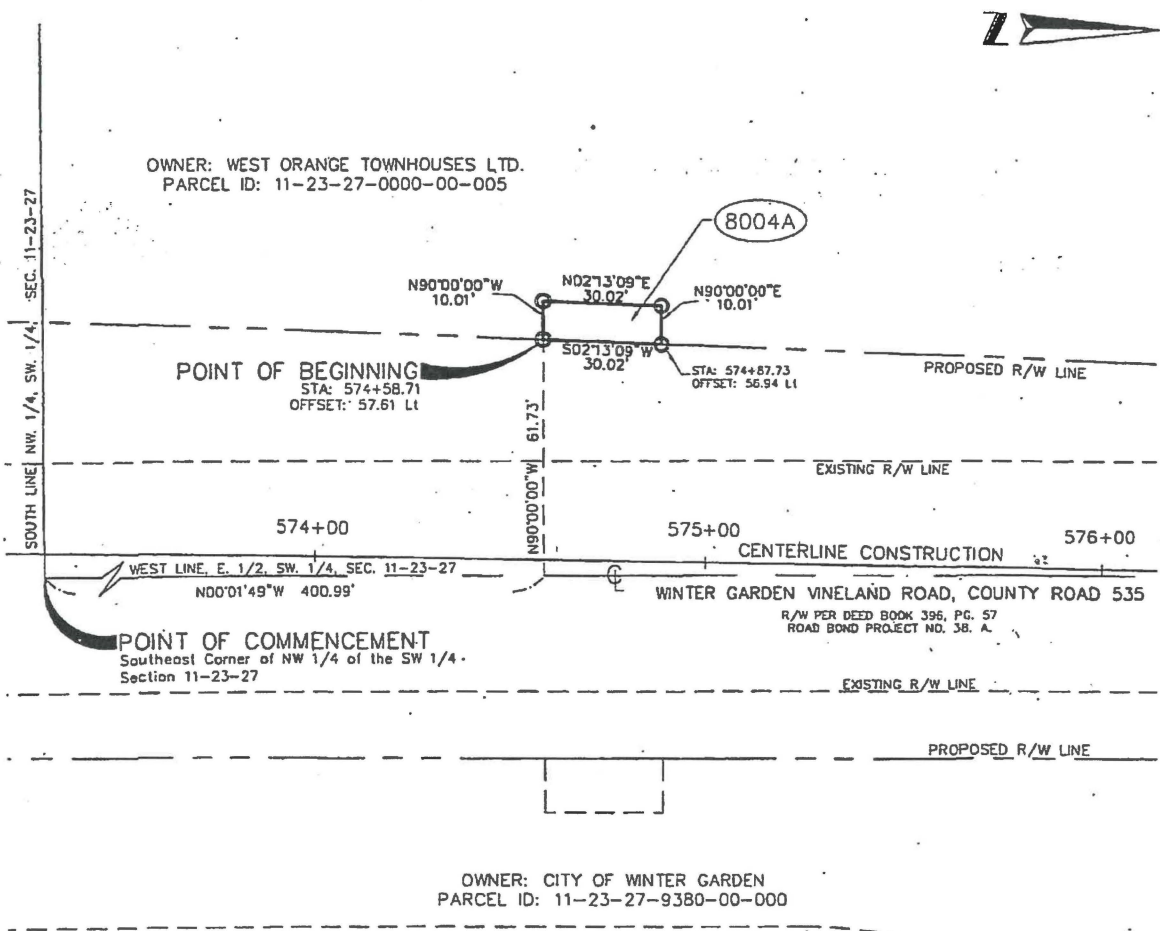 Z
OWNER: WEST ORANGE TOWNHOUSES LTD.
PARCEL ID: 11-23-27-0000-00-005
SOUTH LINE NW. 1/4, SW. 1/4, SEC. 11-23-27
8004A
N90°00'00"W
10.01'
N02°13'09"E
30.02'
N90°00'00"E
10.01'
S02°13'09"W
30.02'
POINT OF BEGINNING
STA: 574+58.71
OFFSET: 57.61 Lt
STA: 574+87.73
OFFSET: 56.94 Lt
PROPOSED R/W LINE
N90°00'00"W 61.73'
EXISTING R/W LINE
574+00
575+00
576+00
CENTERLINE CONSTRUCTION
WEST LINE, E. 1/2, SW. 1/4, SEC. 11-23-27
N00°01'49"W 400.99'
WINTER GARDEN VINELAND ROAD, COUNTY ROAD 535
R/W PER DEED BOOK 396, PG. 57
ROAD BOND PROJECT NO. 38. A.
POINT OF COMMENCEMENT
Southeast Corner of NW 1/4 of the SW 1/4
Section 11-23-27
EXISTING R/W LINE
PROPOSED R/W LINE
OWNER: CITY OF WINTER GARDEN
PARCEL ID: 11-23-27-9380-00-000